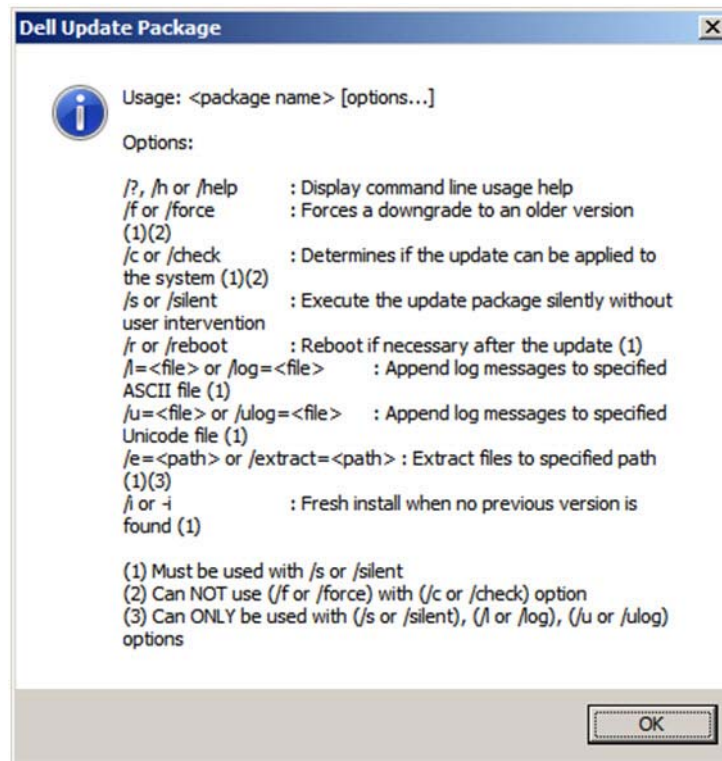 Dell Update Package
Usage: <package name> [options...]
Options:
/?, /h or /help : Display command line usage help
/f or /force : Forces a downgrade to an older version
(1)(2)
/c or /check : Determines if the update can be applied to
the system (1)(2)
/s or /silent : Execute the update package silently without
user intervention
/r or /reboot : Reboot if necessary after the update (1)
/l=<file> or /log=<file> : Append log messages to specified
ASCII file (1)
/u=<file> or /ulog=<file> : Append log messages to specified
Unicode file (1)
/e=<path> or /extract=<path> : Extract files to specified path
(1)(3)
/i or -i : Fresh install when no previous version is
found (1)
(1) Must be used with /s or /silent
(2) Can NOT use (/f or /force) with (/c or /check) option
(3) Can ONLY be used with (/s or /silent), (/l or /log), (/u or /ulog)
options
OK